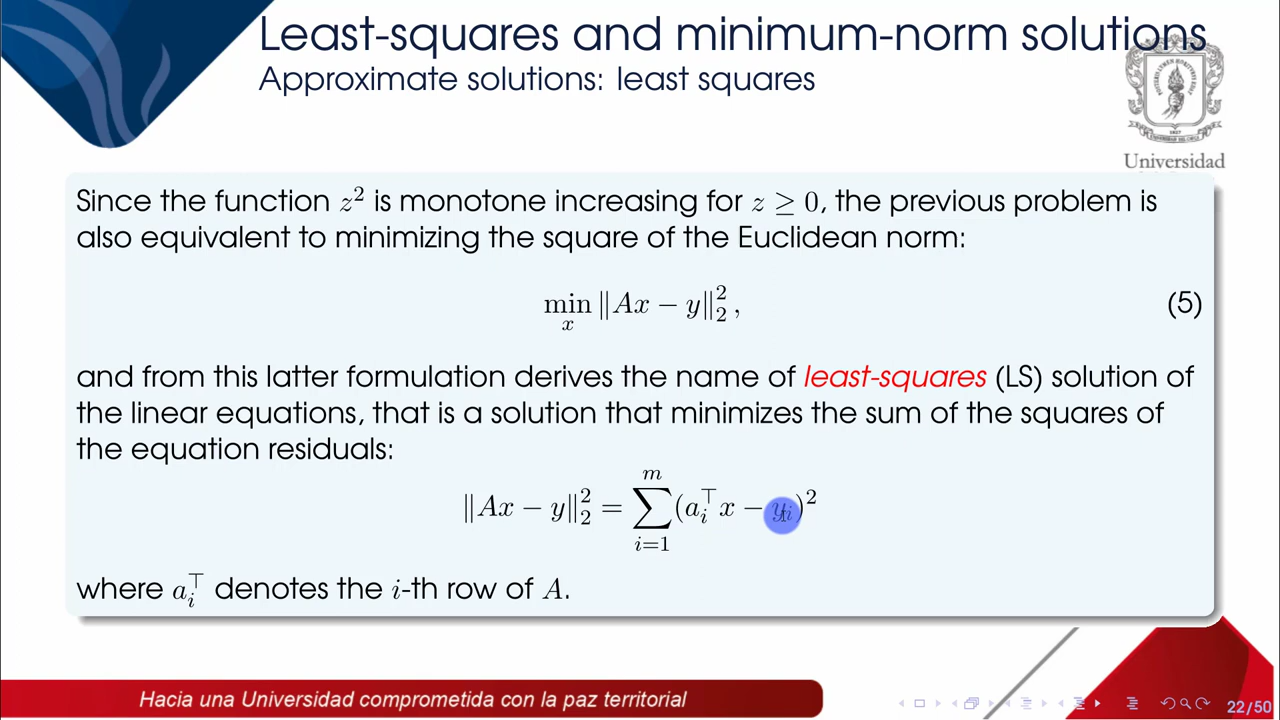 Least-squares and minimum-norm solutions
Approximate solutions: least squares
Universidad
Since the function z² is monotone increasing for z ≥ 0, the previous problem is
also equivalent to minimizing the square of the Euclidean norm:
min_x ‖Ax − y‖₂², (5)
and from this latter formulation derives the name of least-squares (LS) solution of
the linear equations, that is a solution that minimizes the sum of the squares of
the equation residuals:
‖Ax − y‖₂² = ∑_{i=1}^{m} (a_i^⊤ x − y_i)²
where a_i^⊤ denotes the i-th row of A.
Hacia una Universidad comprometida con la paz territorial
22/50